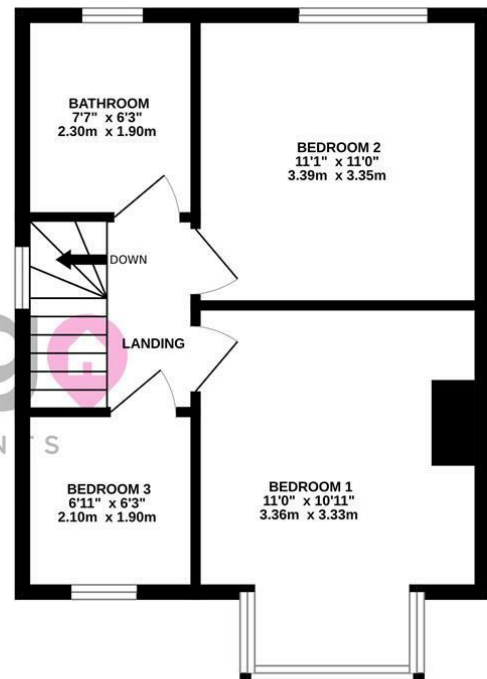 BATHROOM
7'7" x 6'3"
2.30m x 1.90m
BEDROOM 2
11'1" x 11'0"
3.39m x 3.35m
DOWN
LANDING
BEDROOM 3
6'11" x 6'3"
2.10m x 1.90m
BEDROOM 1
11'0" x 10'11"
3.36m x 3.33m